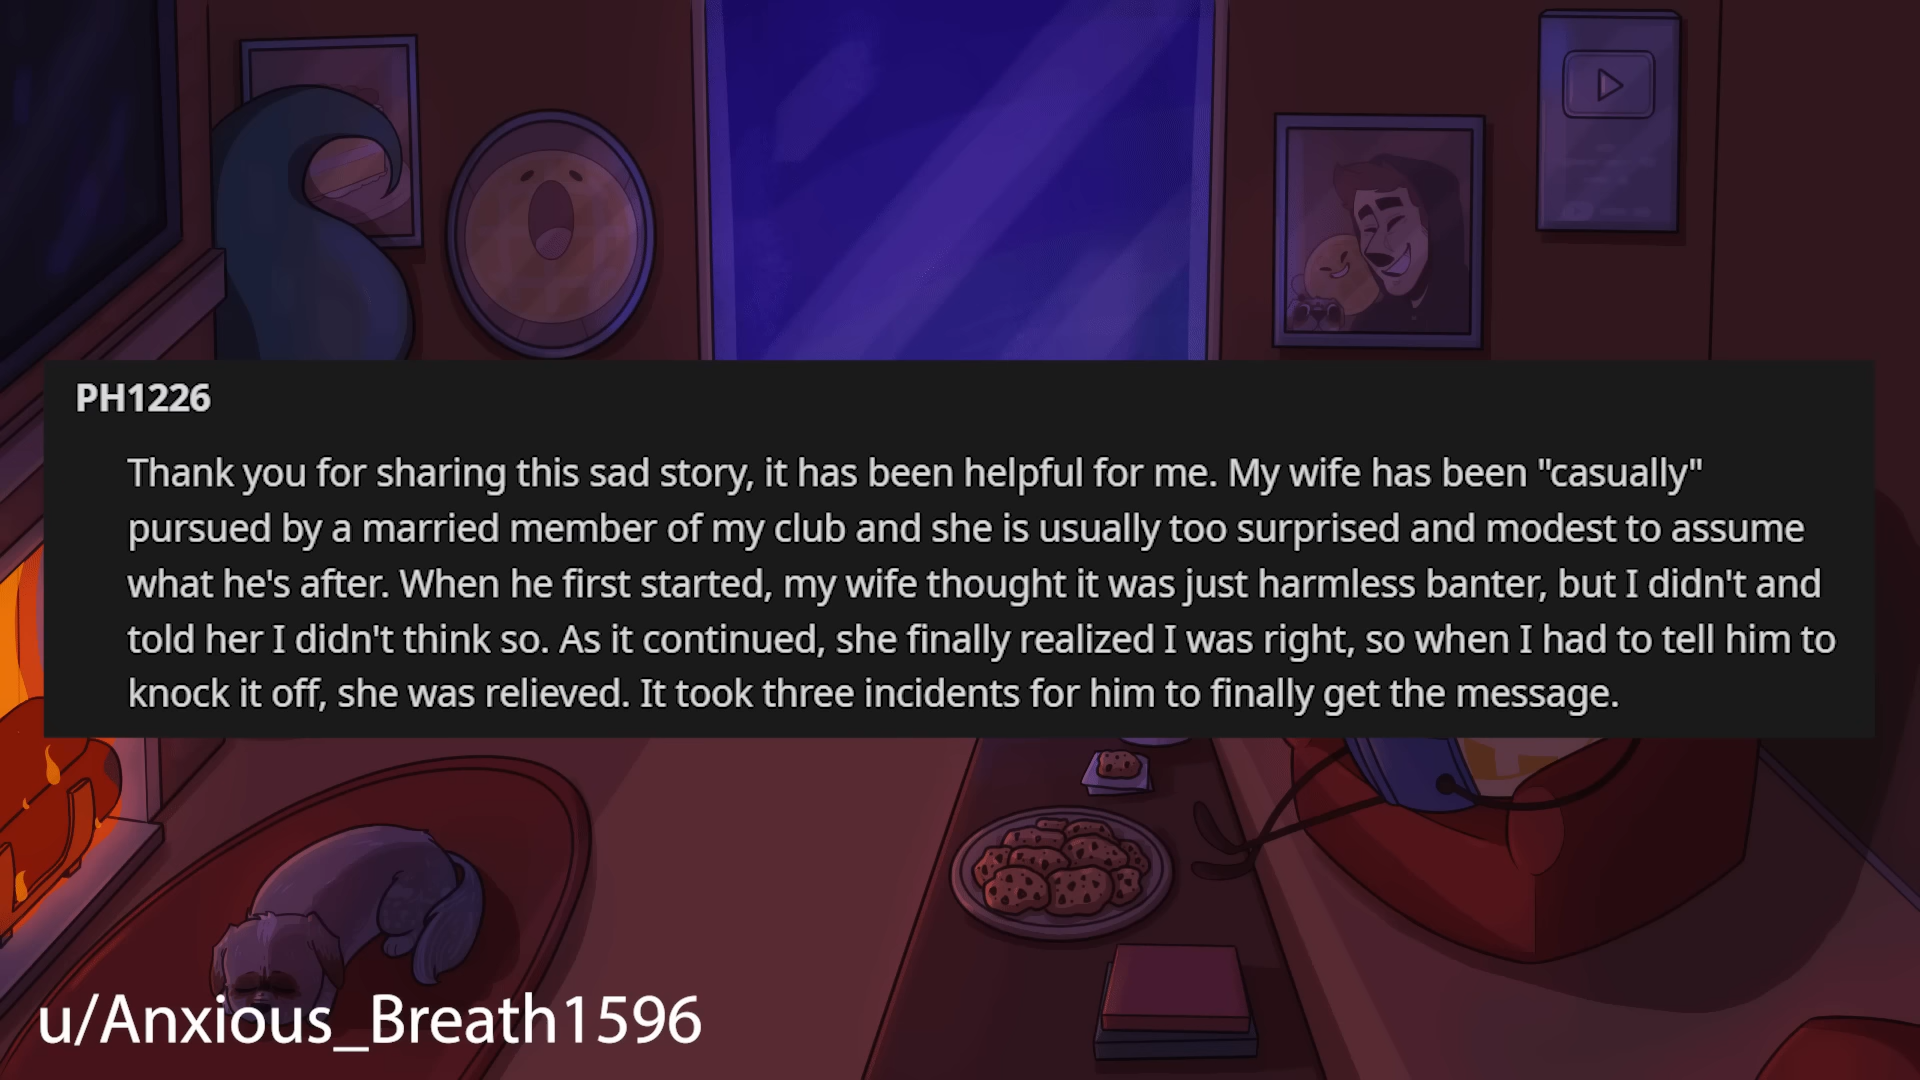 PH1226
Thank you for sharing this sad story, it has been helpful for me. My wife has been "casually"
pursued by a married member of my club and she is usually too surprised and modest to assume
what he's after. When he first started, my wife thought it was just harmless banter, but I didn't and
told her I didn't think so. As it continued, she finally realized I was right, so when I had to tell him to
knock it off, she was relieved. It took three incidents for him to finally get the message.
u/Anxious_Breath1596